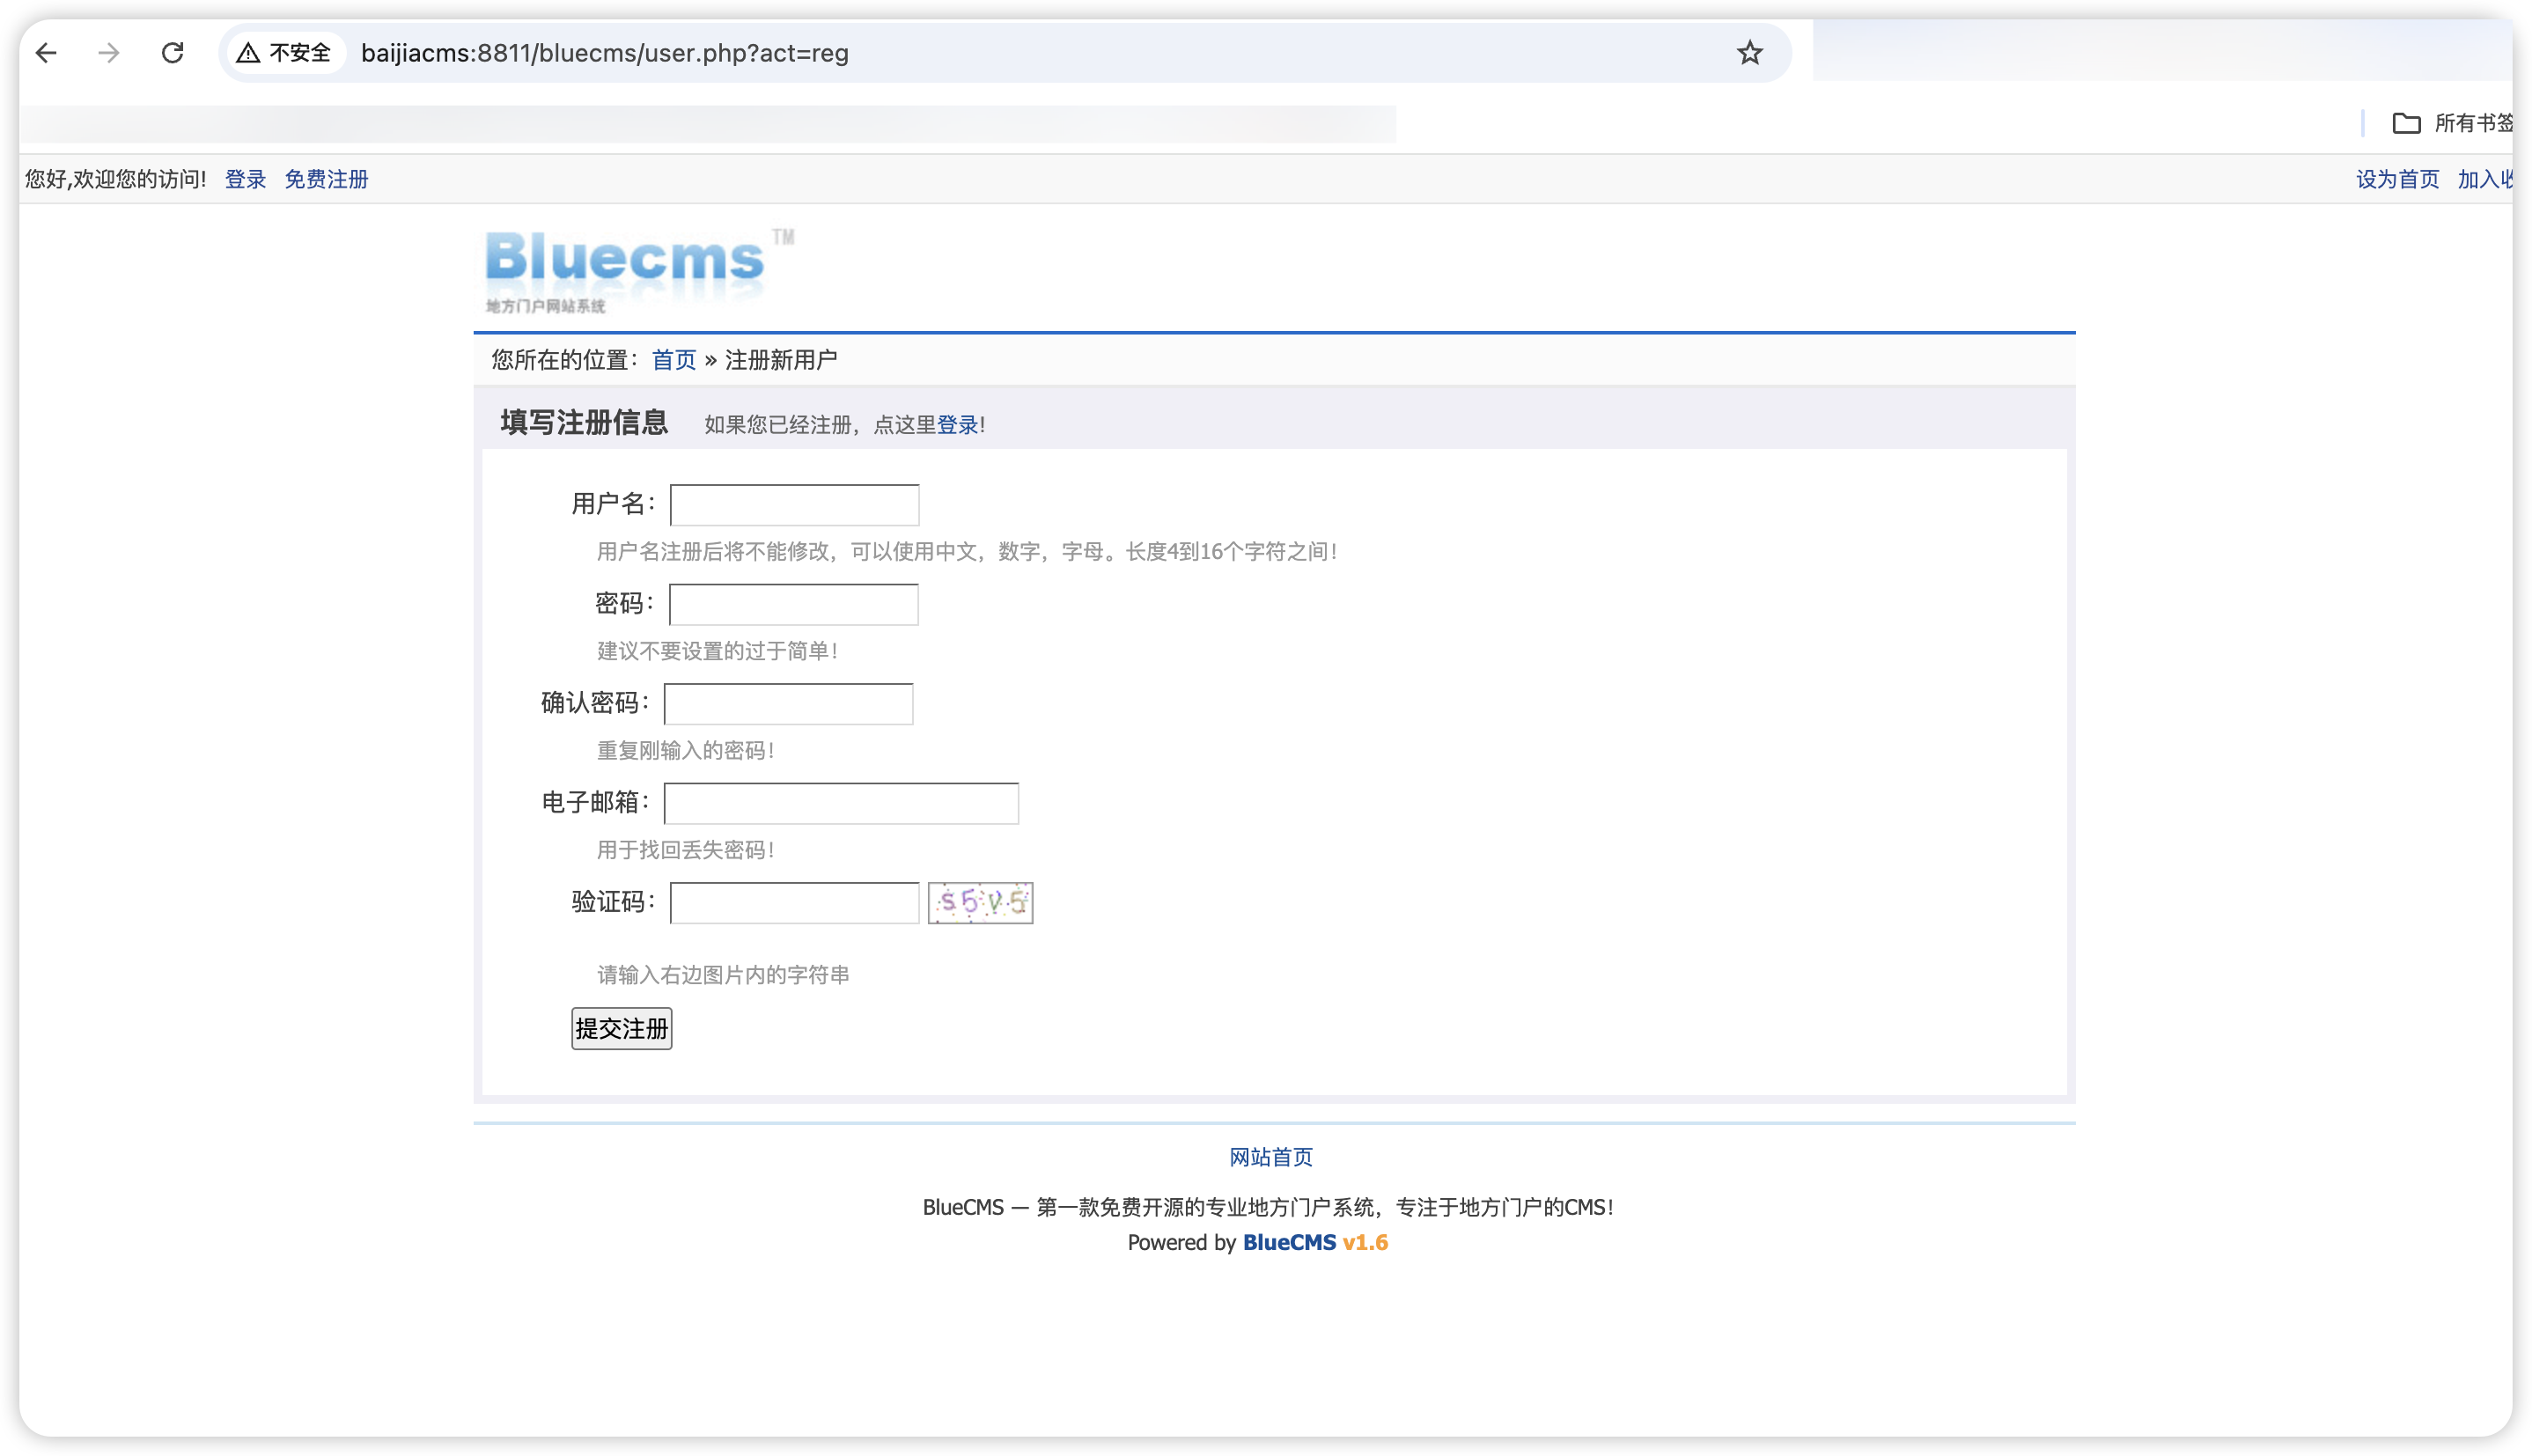 不安全 baijiacms:8811/bluecms/user.php?act=reg
所有书签
您好,欢迎您的访问! 登录 免费注册 设为首页 加入收
Bluecms TM
地方门户网站系统
您所在的位置：首页 » 注册新用户
填写注册信息 如果您已经注册，点这里登录!
用户名：
用户名注册后将不能修改，可以使用中文，数字，字母。长度4到16个字符之间!
密码：
建议不要设置的过于简单!
确认密码：
重复刚输入的密码!
电子邮箱：
用于找回丢失密码!
验证码： s5v5
请输入右边图片内的字符串
提交注册
网站首页
BlueCMS — 第一款免费开源的专业地方门户系统，专注于地方门户的CMS!
Powered by BlueCMS v1.6